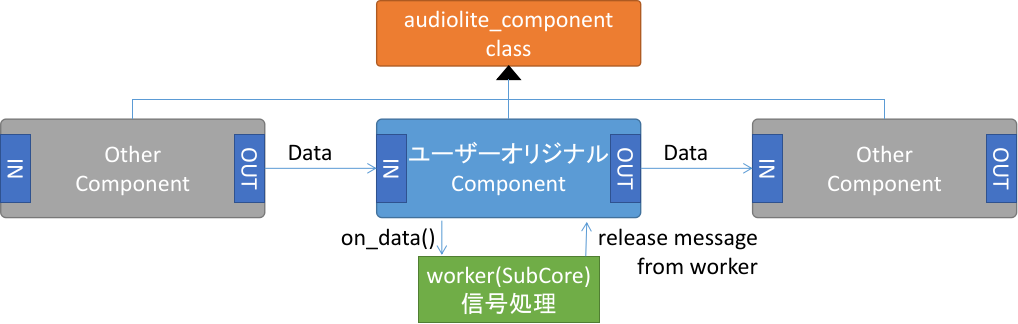 audiolite_component
class
IN
Other
Component
OUT
Data
IN
ユーザーオリジナル
Component
OUT
Data
IN
Other
Component
OUT
on_data()
release message
from worker
worker(SubCore)
信号処理